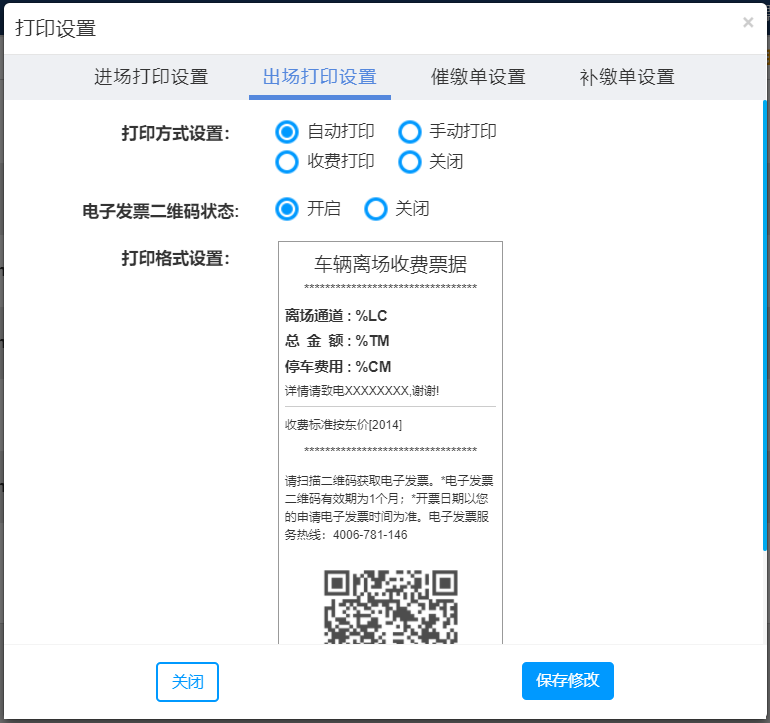 打印设置
×
进场打印设置 出场打印设置 催缴单设置 补缴单设置
打印方式设置: 自动打印 手动打印
收费打印 关闭
电子发票二维码状态: 开启 关闭
打印格式设置:
车辆离场收费票据
*********************************
离场通道 : %LC
总 金 额 : %TM
停车费用 : %CM
详情请致电XXXXXXXX,谢谢!
收费标准按东价[2014]
*********************************
请扫描二维码获取电子发票。*电子发票
二维码有效期为1个月；*开票日期以您
的申请电子发票时间为准。电子发票服
务热线：4006-781-146
关闭 保存修改